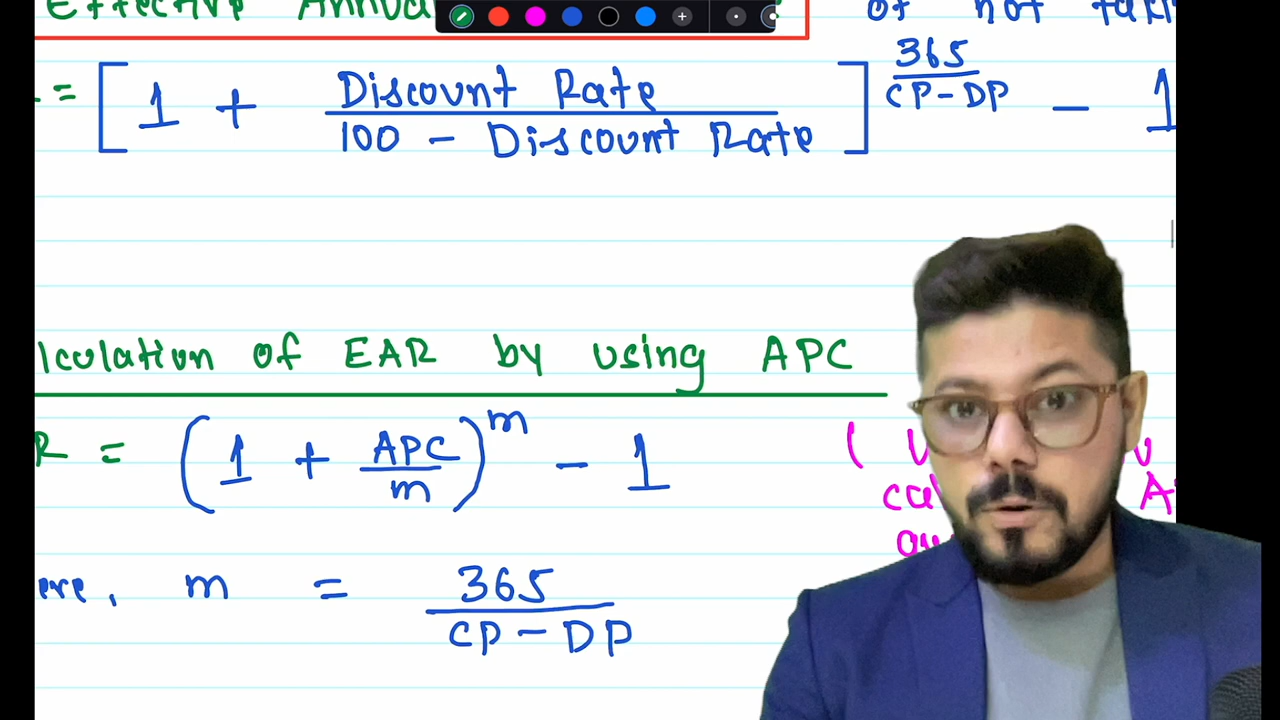 Effective Annual of not
= [ 1 + Discount Rate / 100 - Discount Rate ] 365 / CP - DP - 1
lculation of EAR by using APC
R = ( 1 + APC / m ) m - 1 (
ere, m = 365 / CP - DP